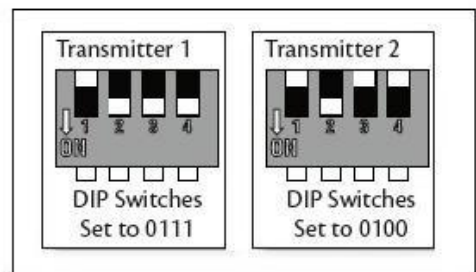 Transmitter 1
1 2 3 4
ON
DIP Switches
Set to 0111
Transmitter 2
1 2 3 4
ON
DIP Switches
Set to 0100